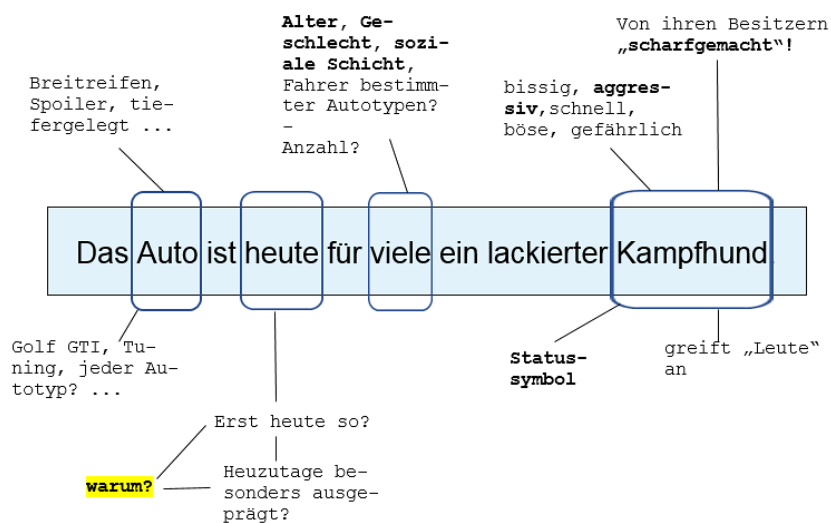 Alter, Ge-
schlecht, sozi-
ale Schicht,
Fahrer bestimm-
ter Autotypen?
–
Anzahl?
Von ihren Besitzern
„scharfgemacht“!
Breitreifen,
Spoiler, tie-
fergelegt ...
bissig, aggres-
siv,schnell,
böse, gefährlich
Das Auto ist heute für viele ein lackierter Kampfhund.
Golf GTI, Tu-
ning, jeder Au-
totyp? ...
Status-
symbol
greift „Leute“
an
Erst heute so?
warum?
Heuzutage be-
sonders ausge-
prägt?